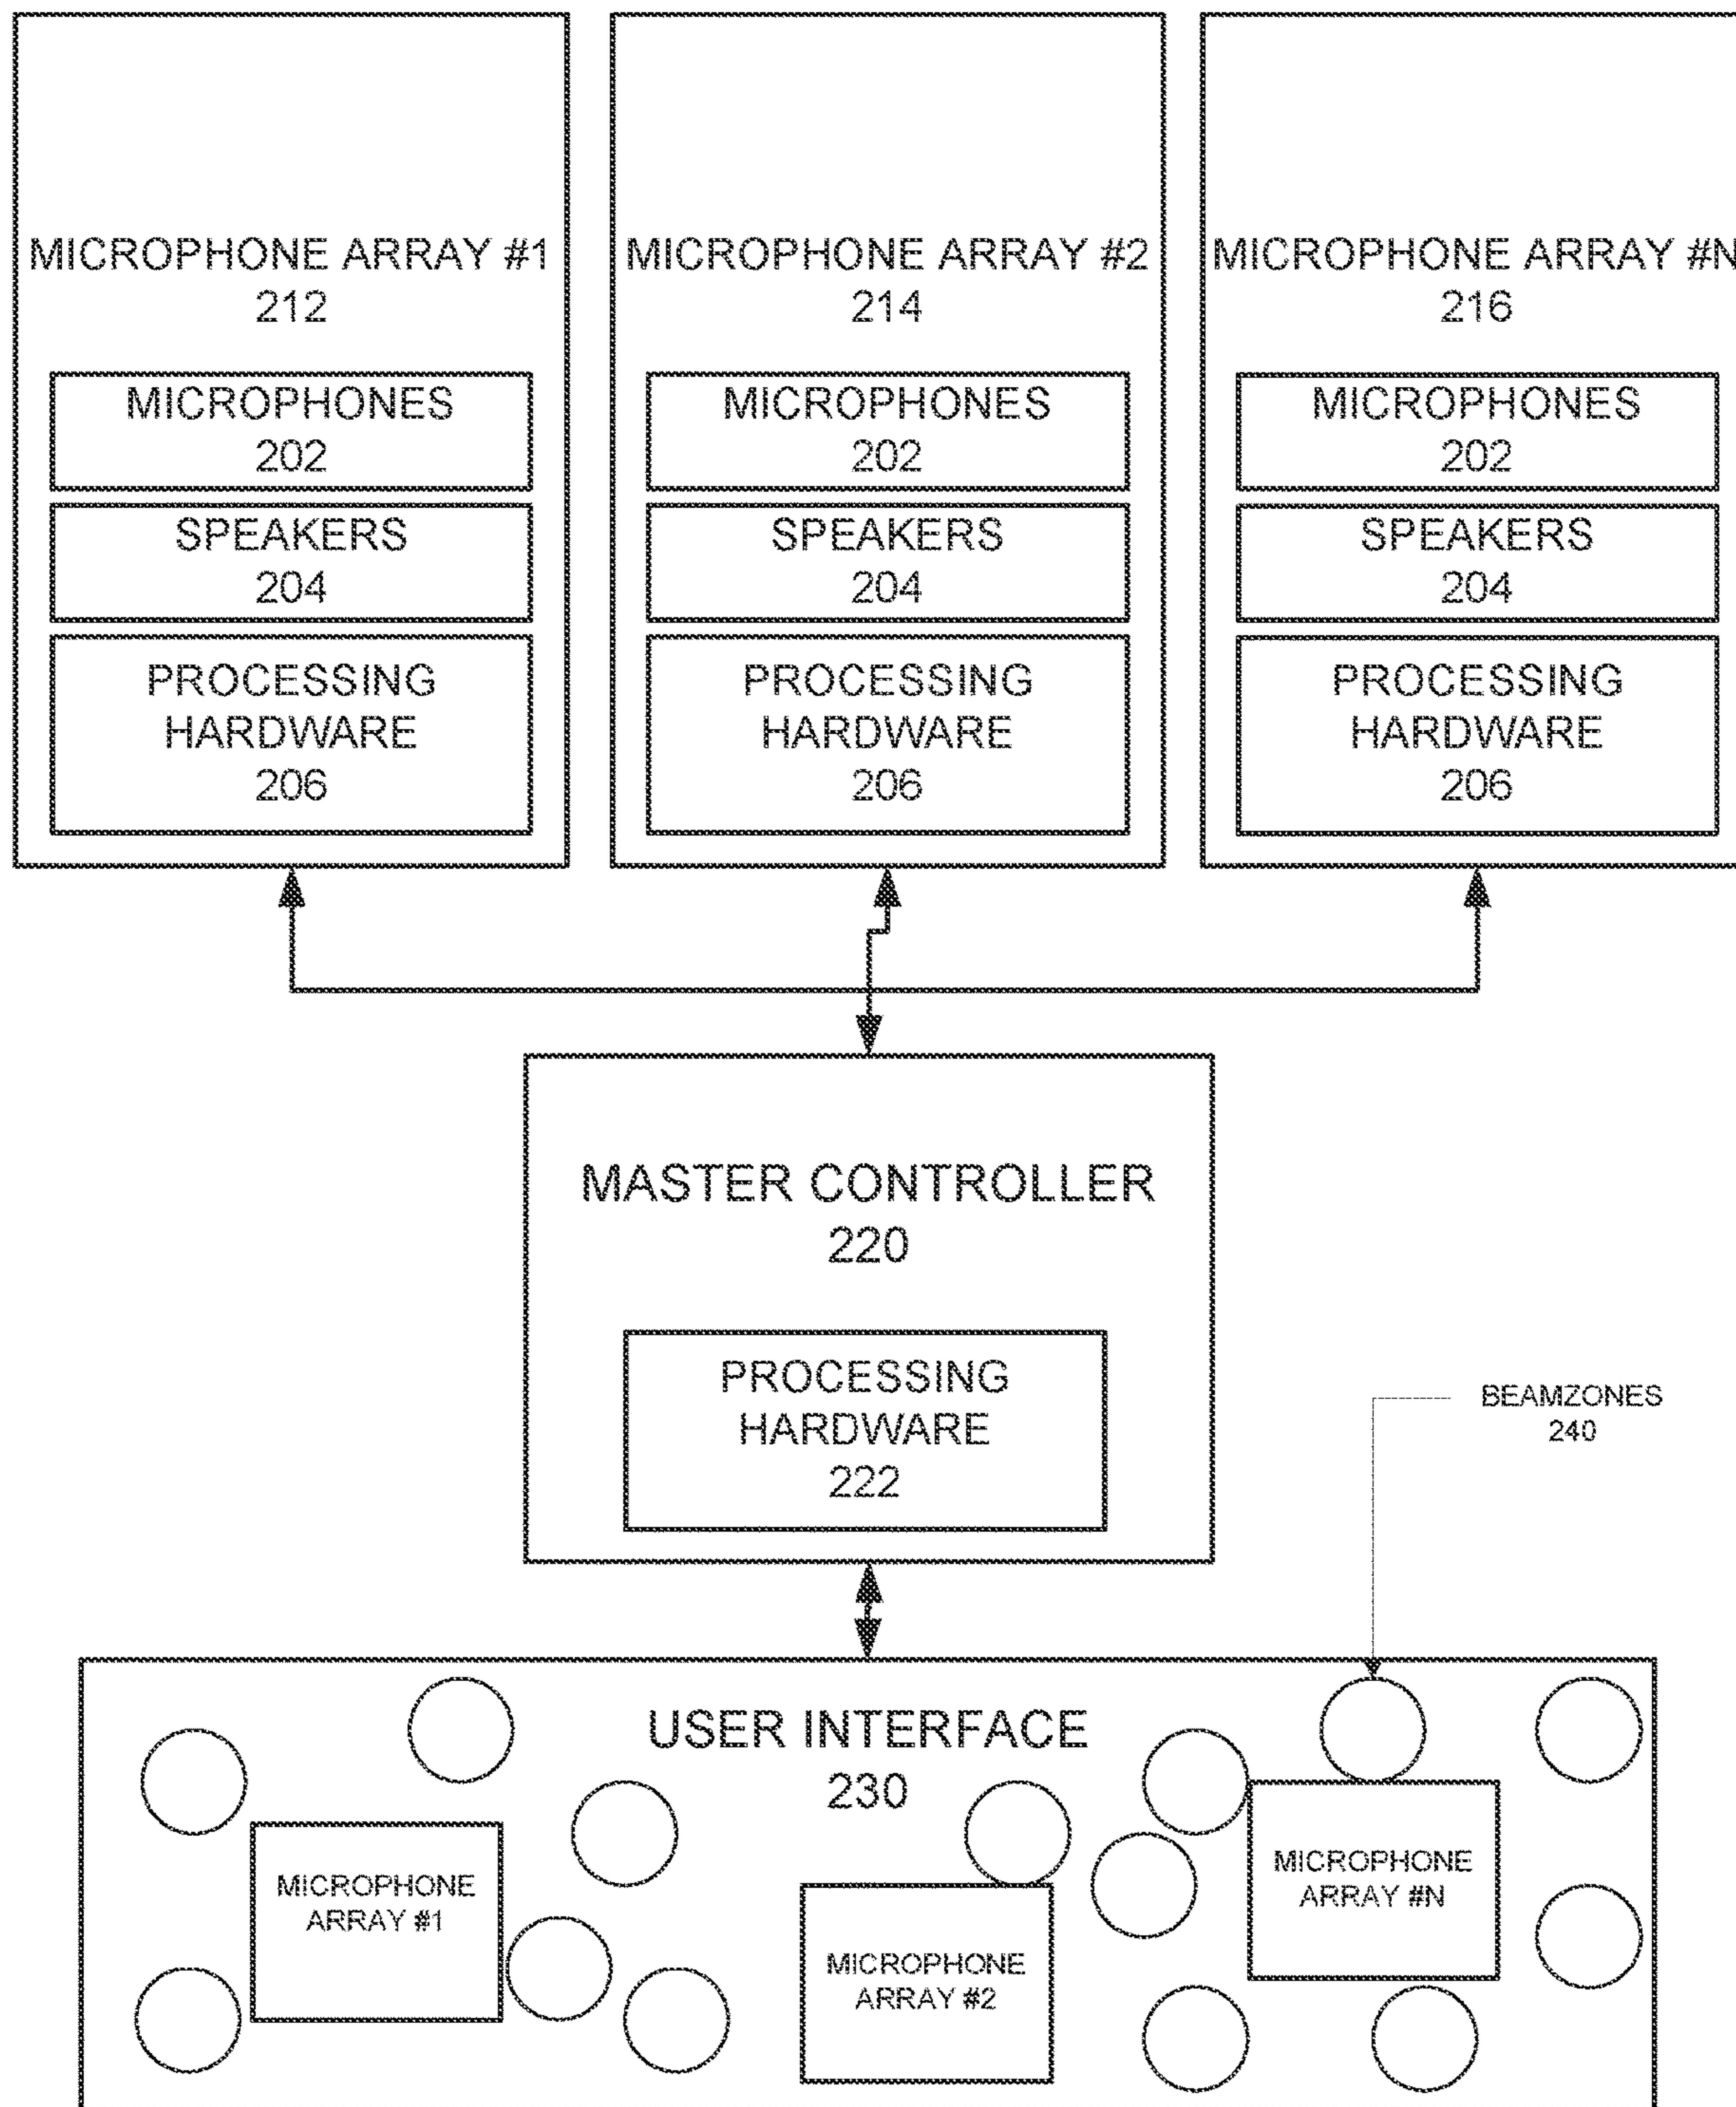 MICROPHONE ARRAY #1
212
MICROPHONES
202
SPEAKERS
204
PROCESSING
HARDWARE
206
MICROPHONE ARRAY #2
214
MICROPHONES
202
SPEAKERS
204
PROCESSING
HARDWARE
206
MICROPHONE ARRAY #N
216
MICROPHONES
202
SPEAKERS
204
PROCESSING
HARDWARE
206
MASTER CONTROLLER
220
PROCESSING
HARDWARE
222
BEAMZONES
240
USER INTERFACE
230
MICROPHONE
ARRAY #1
MICROPHONE
ARRAY #2
MICROPHONE
ARRAY #N